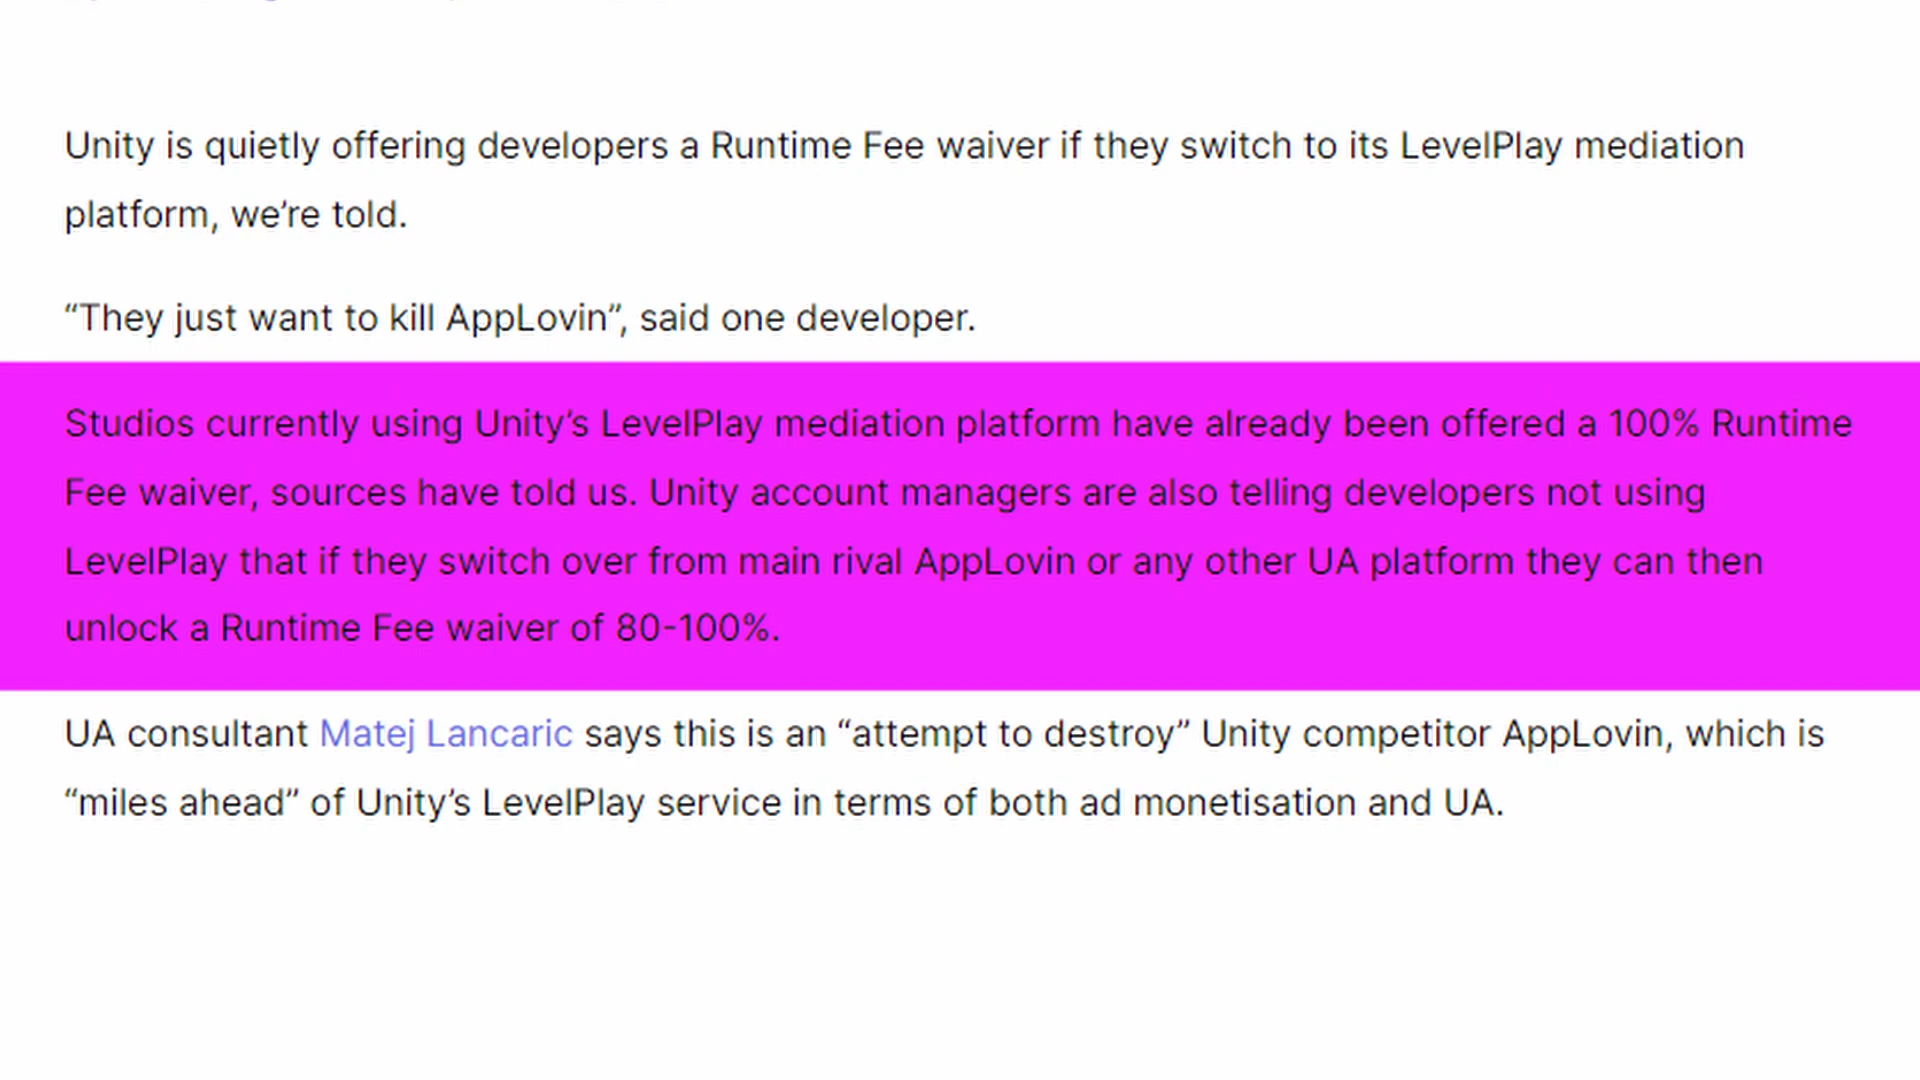 Unity is quietly offering developers a Runtime Fee waiver if they switch to its LevelPlay mediation
platform, we’re told.
“They just want to kill AppLovin”, said one developer.
Studios currently using Unity’s LevelPlay mediation platform have already been offered a 100% Runtime
Fee waiver, sources have told us. Unity account managers are also telling developers not using
LevelPlay that if they switch over from main rival AppLovin or any other UA platform they can then
unlock a Runtime Fee waiver of 80-100%.
UA consultant Matej Lancaric says this is an “attempt to destroy” Unity competitor AppLovin, which is
“miles ahead” of Unity’s LevelPlay service in terms of both ad monetisation and UA.